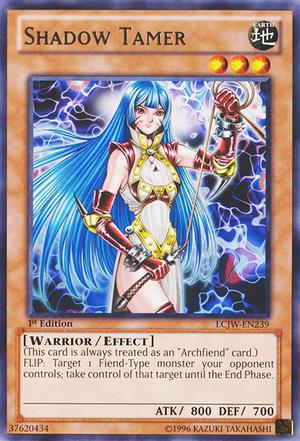 Shadow Tamer
EARTH
地
1st Edition
LCJW-EN239
[Warrior / Effect]
(This card is always treated as an "Archfiend" card.)
FLIP: Target 1 Fiend-Type monster your opponent
controls; take control of that target until the End Phase.
ATK/ 800 DEF/ 700
37620434
©1996 KAZUKI TAKAHASHI